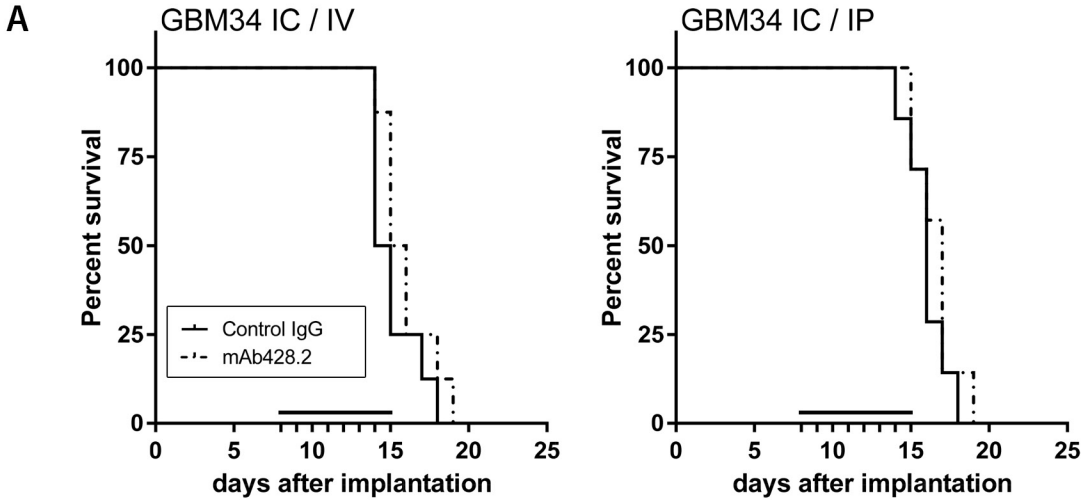 A
GBM34 IC / IV
Percent survival
100
75
50
25
0
Control IgG
mAb428.2
0 5 10 15 20 25
days after implantation
GBM34 IC / IP
Percent survival
100
75
50
25
0
0 5 10 15 20 25
days after implantation